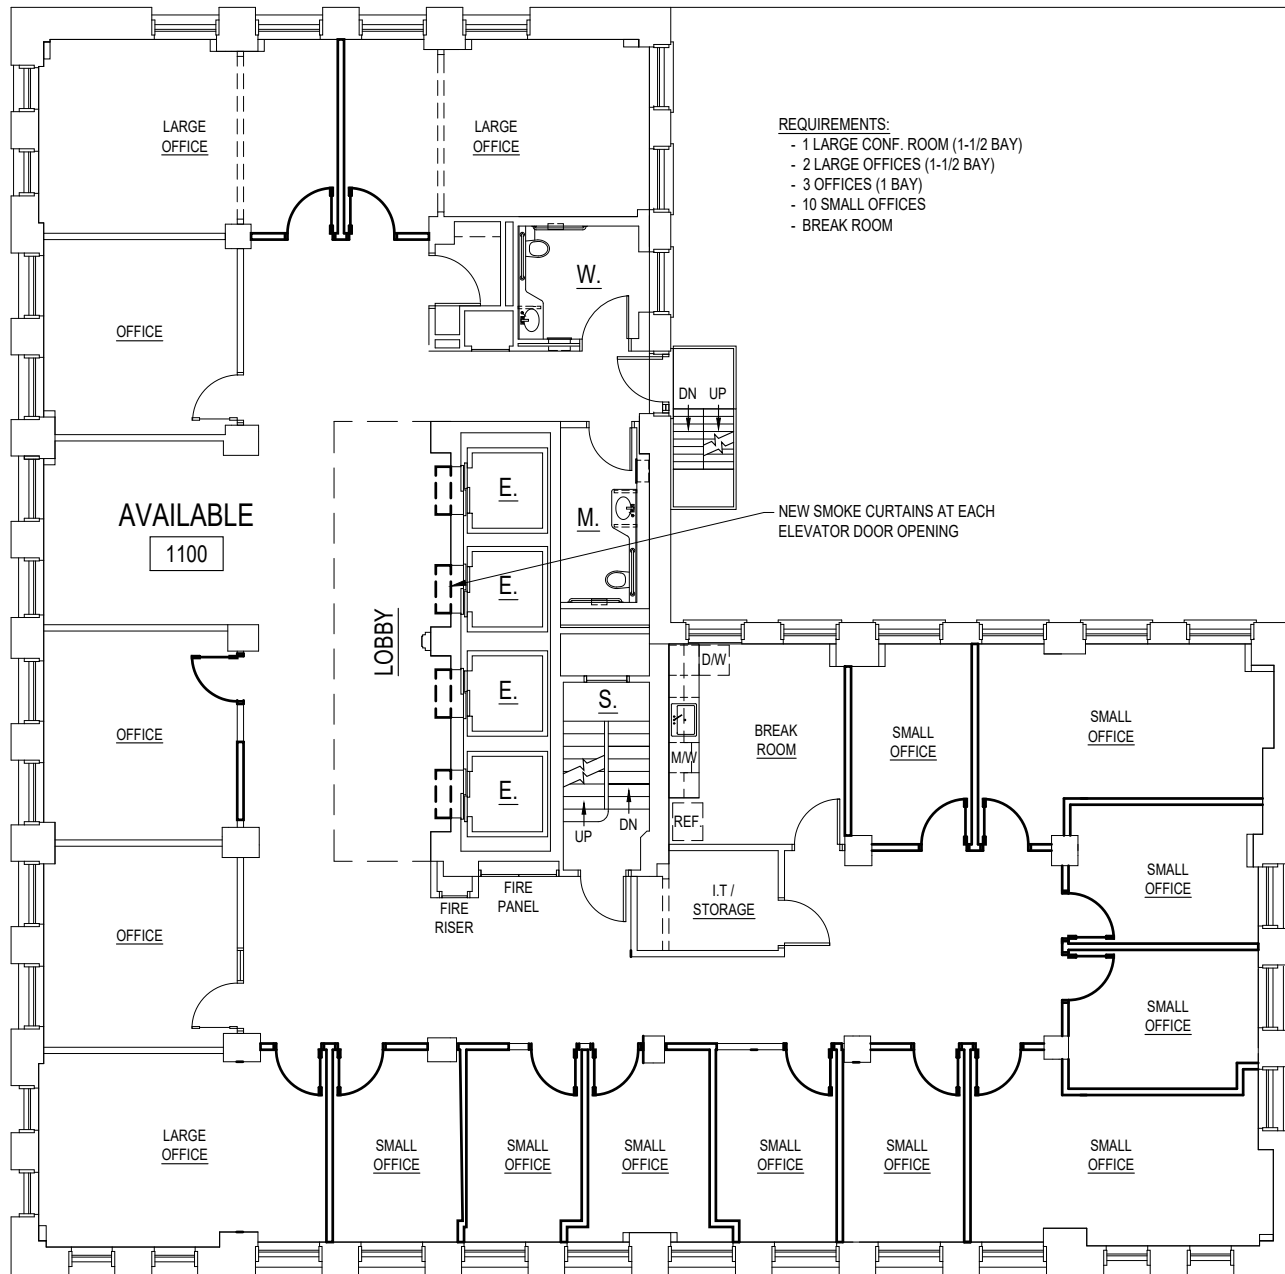 LARGE
OFFICE
LARGE
OFFICE
REQUIREMENTS:
- 1 LARGE CONF. ROOM (1-1/2 BAY)
- 2 LARGE OFFICES (1-1/2 BAY)
- 3 OFFICES (1 BAY)
- 10 SMALL OFFICES
- BREAK ROOM
W.
OFFICE
DN UP
E.
AVAILABLE
1100
M.
NEW SMOKE CURTAINS AT EACH
ELEVATOR DOOR OPENING
E.
LOBBY
E.
S.
D/W
BREAK
ROOM
M/W
REF
SMALL
OFFICE
SMALL
OFFICE
OFFICE
E.
UP
DN
FIRE
RISER
FIRE
PANEL
I.T /
STORAGE
SMALL
OFFICE
OFFICE
SMALL
OFFICE
LARGE
OFFICE
SMALL
OFFICE
SMALL
OFFICE
SMALL
OFFICE
SMALL
OFFICE
SMALL
OFFICE
SMALL
OFFICE